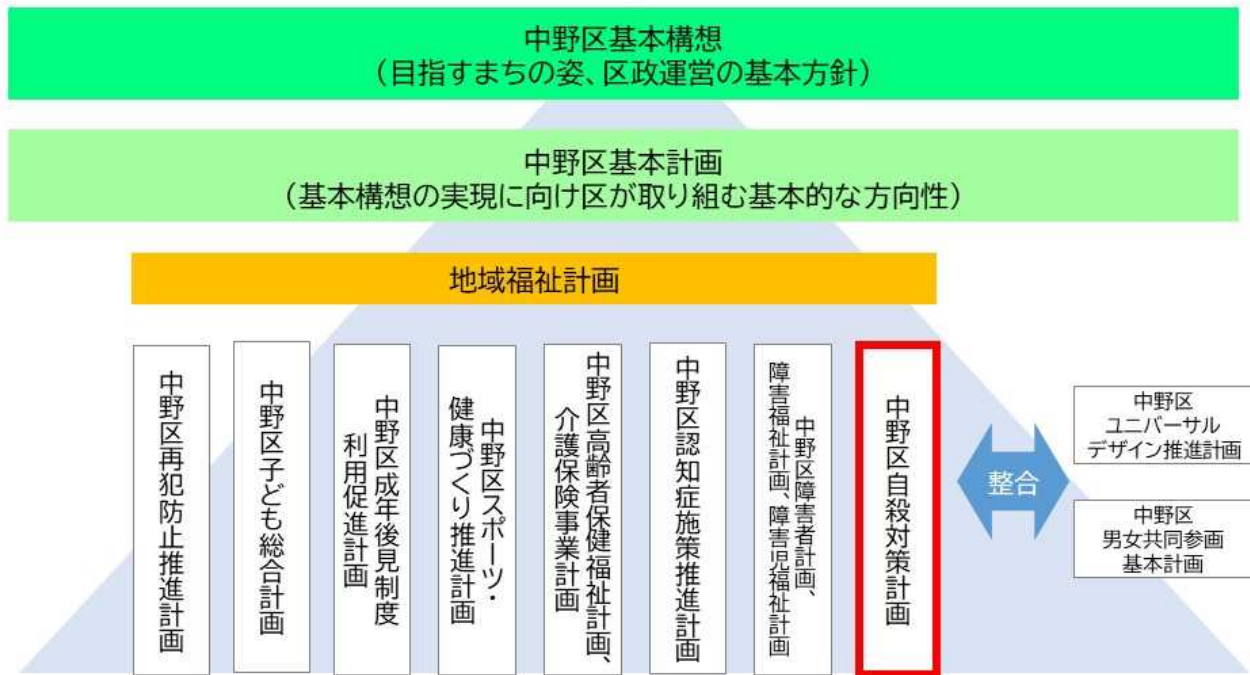 中野区基本構想
（目指すまちの姿、区政運営の基本方針）
中野区基本計画
（基本構想の実現に向け区が取り組む基本的な方向性）
地域福祉計画
中野区再犯防止推進計画
中野区子ども総合計画
中野区成年後見制度
利用促進計画
中野区スポーツ・
健康づくり推進計画
中野区高齢者保健福祉計画、
介護保険事業計画
中野区認知症施策推進計画
中野区障害者計画、
障害福祉計画、障害児福祉計画
中野区自殺対策計画
整合
中野区
ユニバーサル
デザイン推進計画
中野区
男女共同参画
基本計画